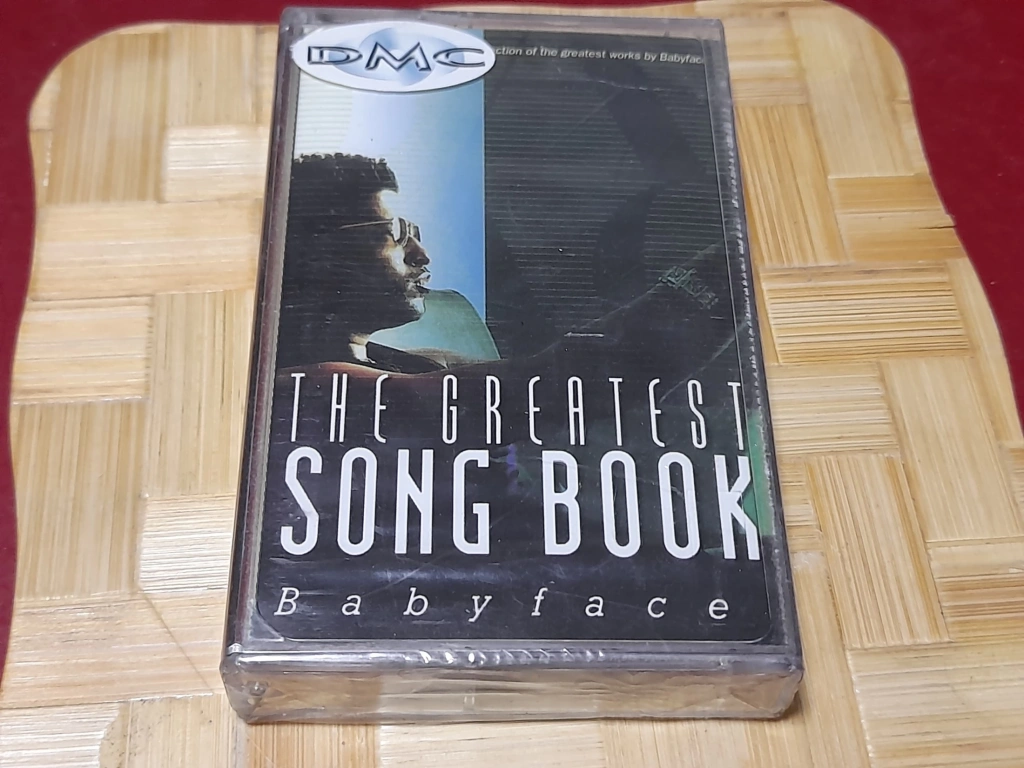 DMC
ction of the greatest works by Babyfac
THE GREATEST
SONG BOOK
Babyface